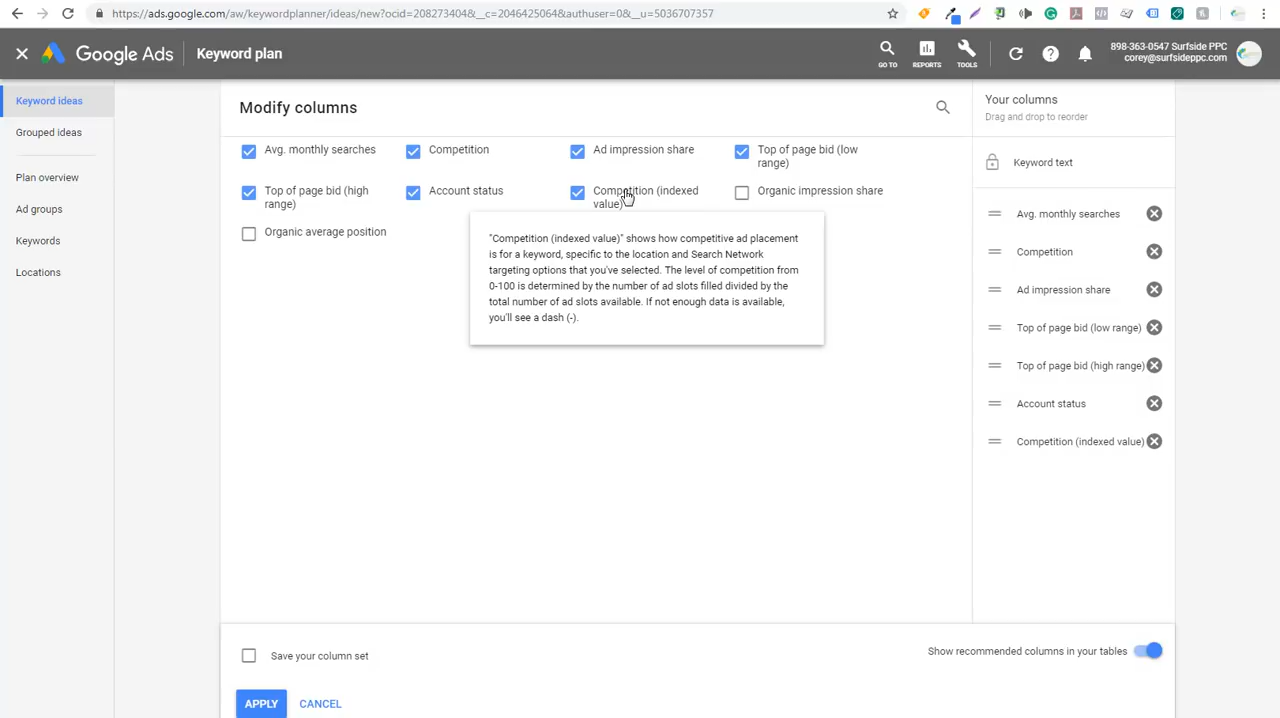 https://ads.google.com/aw/keywordplanner/ideas/new?ocid=208273404&__c=2046425064&authuser=0&__u=5036707357
Google Ads
Keyword plan
GO TO
REPORTS
TOOLS
898-363-0547 Surfside PPC
corey@surfsideppc.com
Keyword ideas
Grouped ideas
Plan overview
Ad groups
Keywords
Locations
Modify columns
Avg. monthly searches
Competition
Ad impression share
Top of page bid (low
range)
Top of page bid (high
range)
Account status
Competition (indexed
value)
Organic impression share
Organic average position
"Competition (indexed value)" shows how competitive ad placement
is for a keyword, specific to the location and Search Network
targeting options that you've selected. The level of competition from
0-100 is determined by the number of ad slots filled divided by the
total number of ad slots available. If not enough data is available,
you'll see a dash (-).
Your columns
Drag and drop to reorder
Keyword text
Avg. monthly searches
Competition
Ad impression share
Top of page bid (low range)
Top of page bid (high range)
Account status
Competition (indexed value)
Save your column set
Show recommended columns in your tables
APPLY
CANCEL